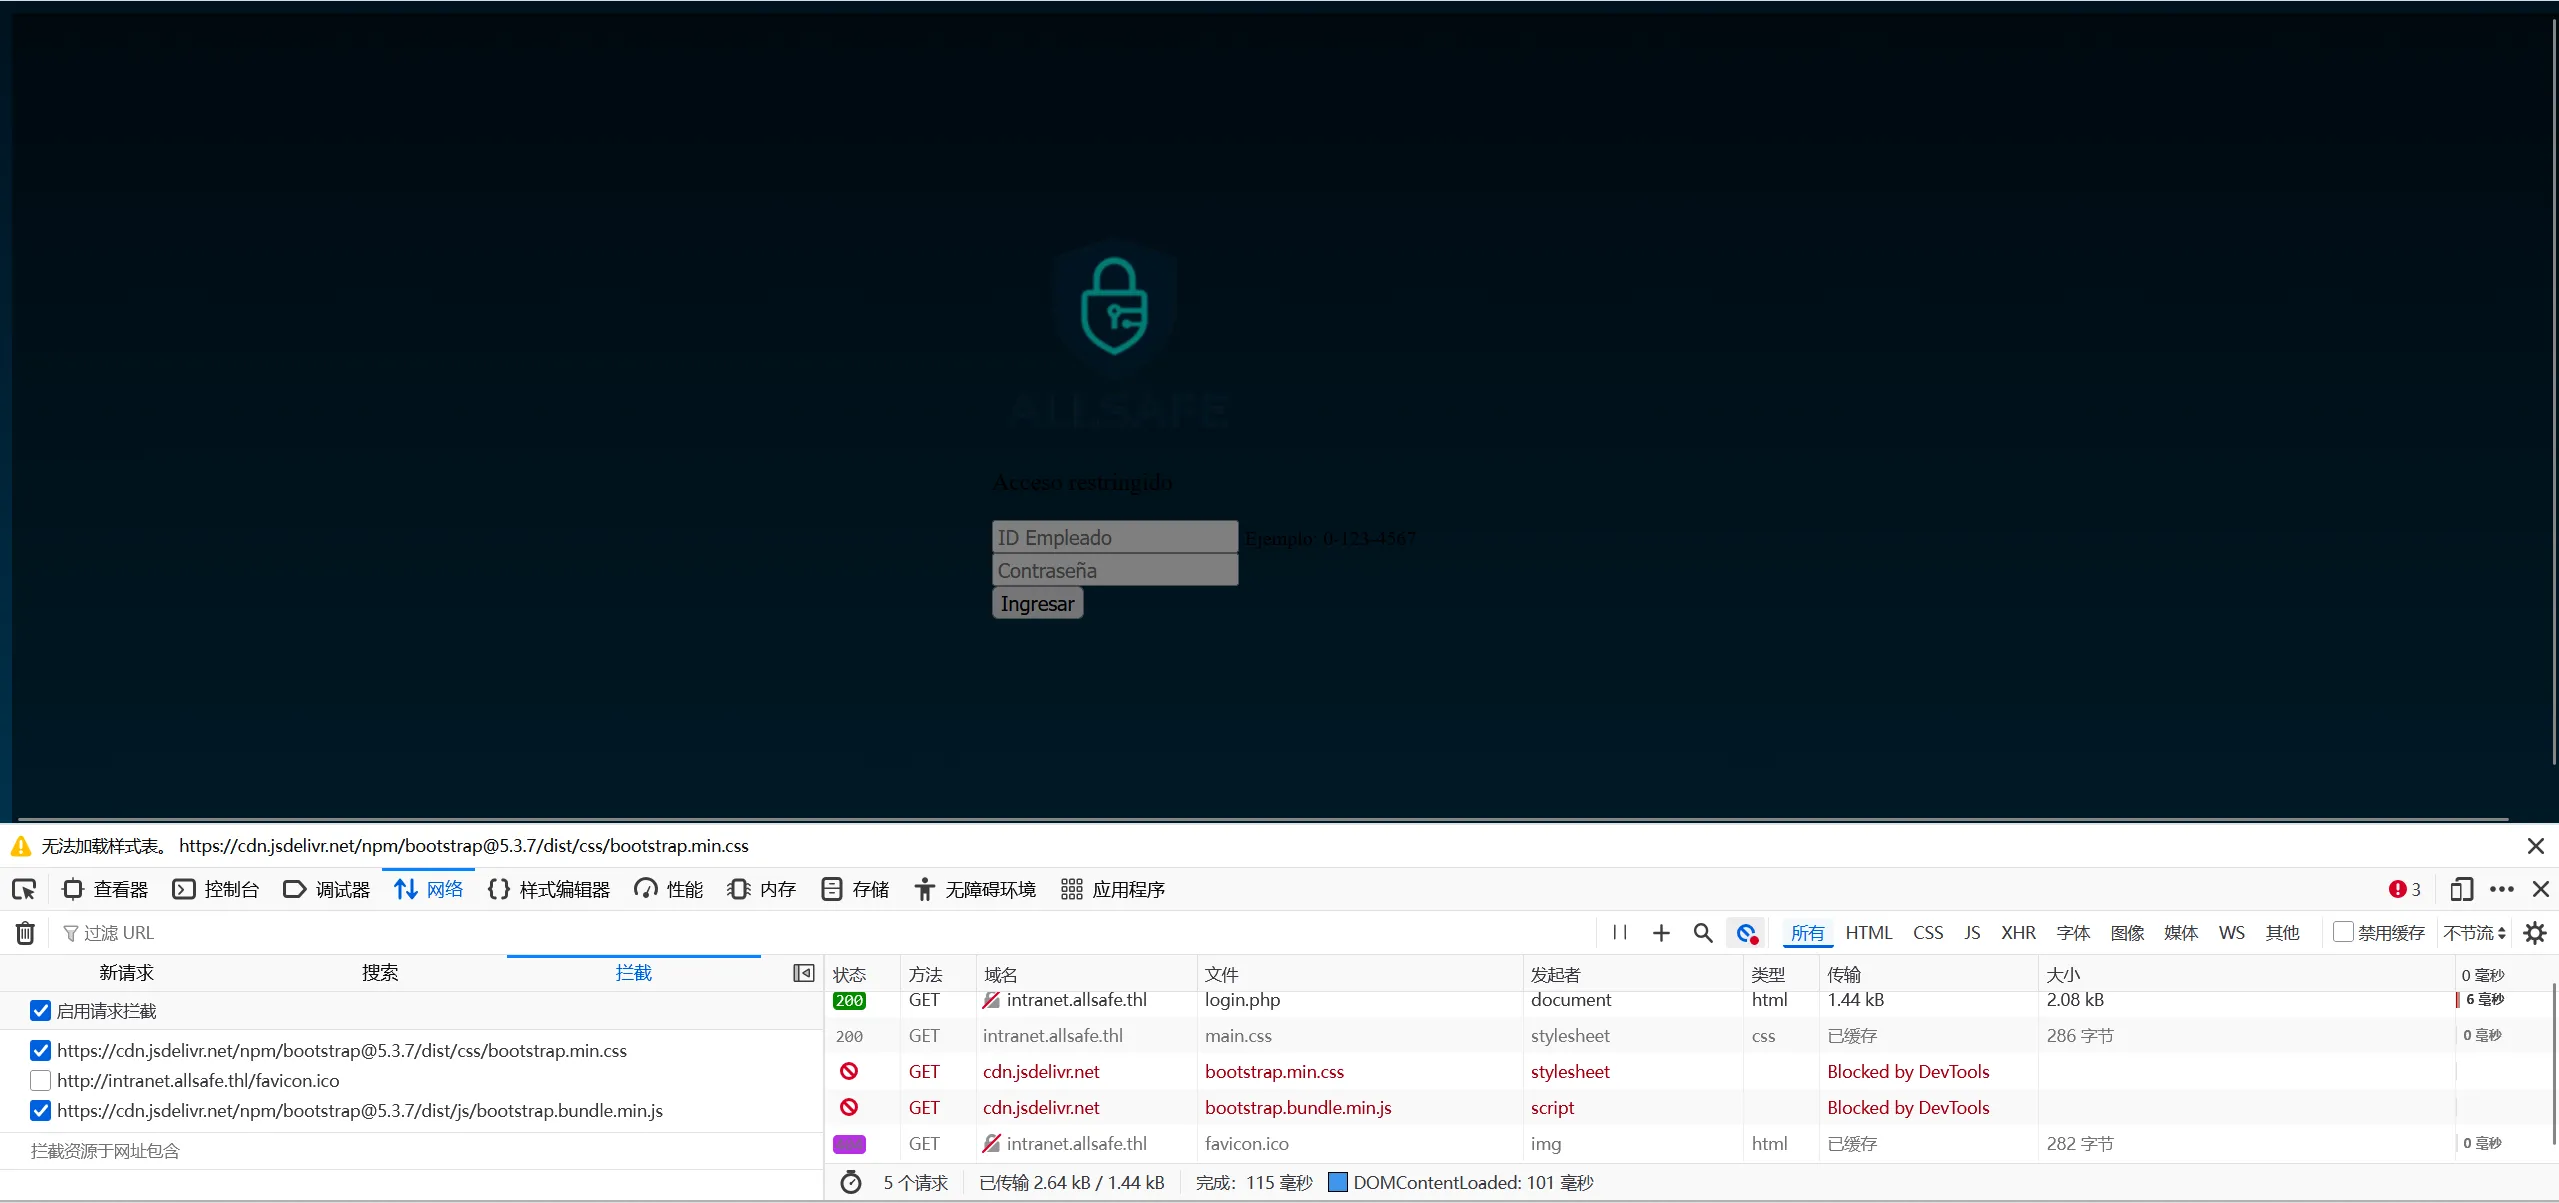 ALLSAFE
Acceso restringido
ID Empleado Ejemplo: 0-123-4567
Contraseña
Ingresar
无法加载样式表。 https://cdn.jsdelivr.net/npm/bootstrap@5.3.7/dist/css/bootstrap.min.css
查看器 控制台 调试器 网络 样式编辑器 性能 内存 存储 无障碍环境 应用程序 3
过滤 URL 所有 HTML CSS JS XHR 字体 图像 媒体 WS 其他 禁用缓存 不节流
新请求 搜索 拦截
启用请求拦截
https://cdn.jsdelivr.net/npm/bootstrap@5.3.7/dist/css/bootstrap.min.css
http://intranet.allsafe.thl/favicon.ico
https://cdn.jsdelivr.net/npm/bootstrap@5.3.7/dist/js/bootstrap.bundle.min.js
拦截资源于网址包含
状态 方法 域名 文件 发起者 类型 传输 大小 0 毫秒
200 GET intranet.allsafe.thl login.php document html 1.44 kB 2.08 kB 6 毫秒
200 GET intranet.allsafe.thl main.css stylesheet css 已缓存 286 字节 0 毫秒
GET cdn.jsdelivr.net bootstrap.min.css stylesheet Blocked by DevTools
GET cdn.jsdelivr.net bootstrap.bundle.min.js script Blocked by DevTools
GET intranet.allsafe.thl favicon.ico img html 已缓存 282 字节 0 毫秒
5 个请求 已传输 2.64 kB / 1.44 kB 完成：115 毫秒 DOMContentLoaded: 101 毫秒